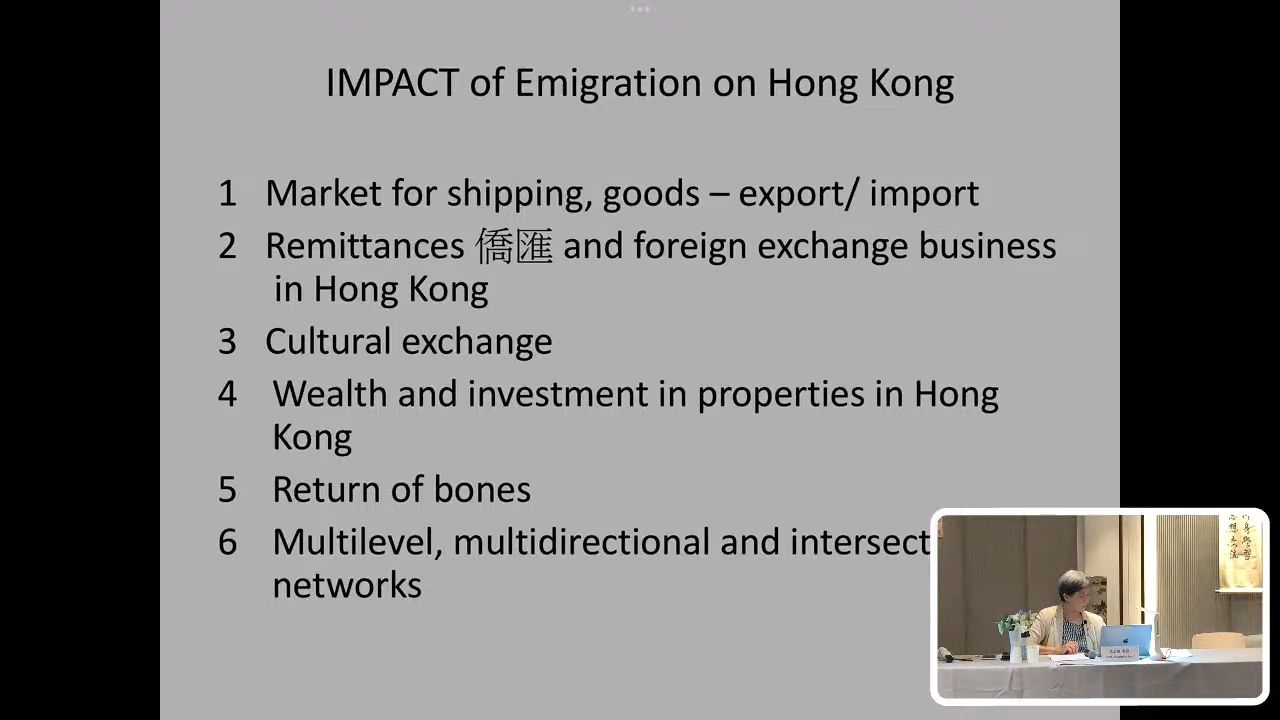 IMPACT of Emigration on Hong Kong
1 Market for shipping, goods – export/ import
2 Remittances 僑匯 and foreign exchange business
in Hong Kong
3 Cultural exchange
4 Wealth and investment in properties in Hong
Kong
5 Return of bones
6 Multilevel, multidirectional and intersect
networks